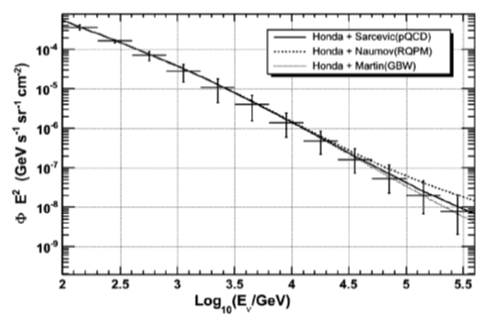 Φ E² (GeV s⁻¹ sr⁻¹ cm⁻²)
10⁻⁴
10⁻⁵
10⁻⁶
10⁻⁷
10⁻⁸
10⁻⁹
Honda + Sarcevic(pQCD)
Honda + Naumov(RQPM)
Honda + Martin(GBW)
2 2.5 3 3.5 4 4.5 5 5.5
Log₁₀(Eᵥ/GeV)